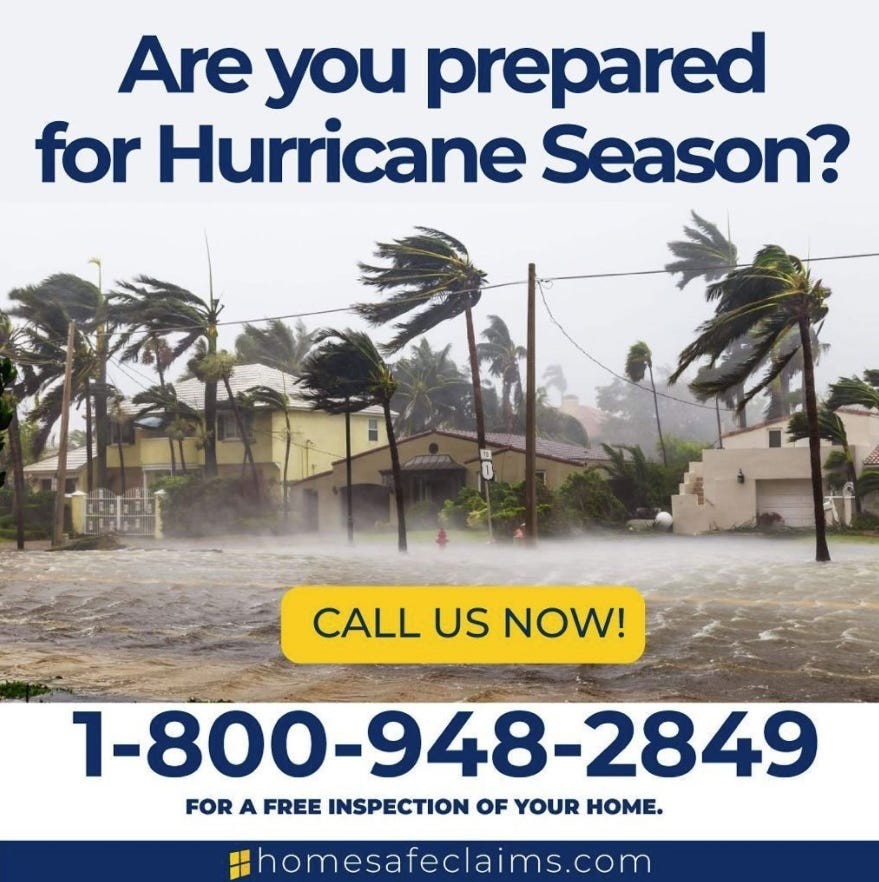 Are you prepared
for Hurricane Season?
1
CALL US NOW!
1-800-948-2849
FOR A FREE INSPECTION OF YOUR HOME.
homesafeclaims.com